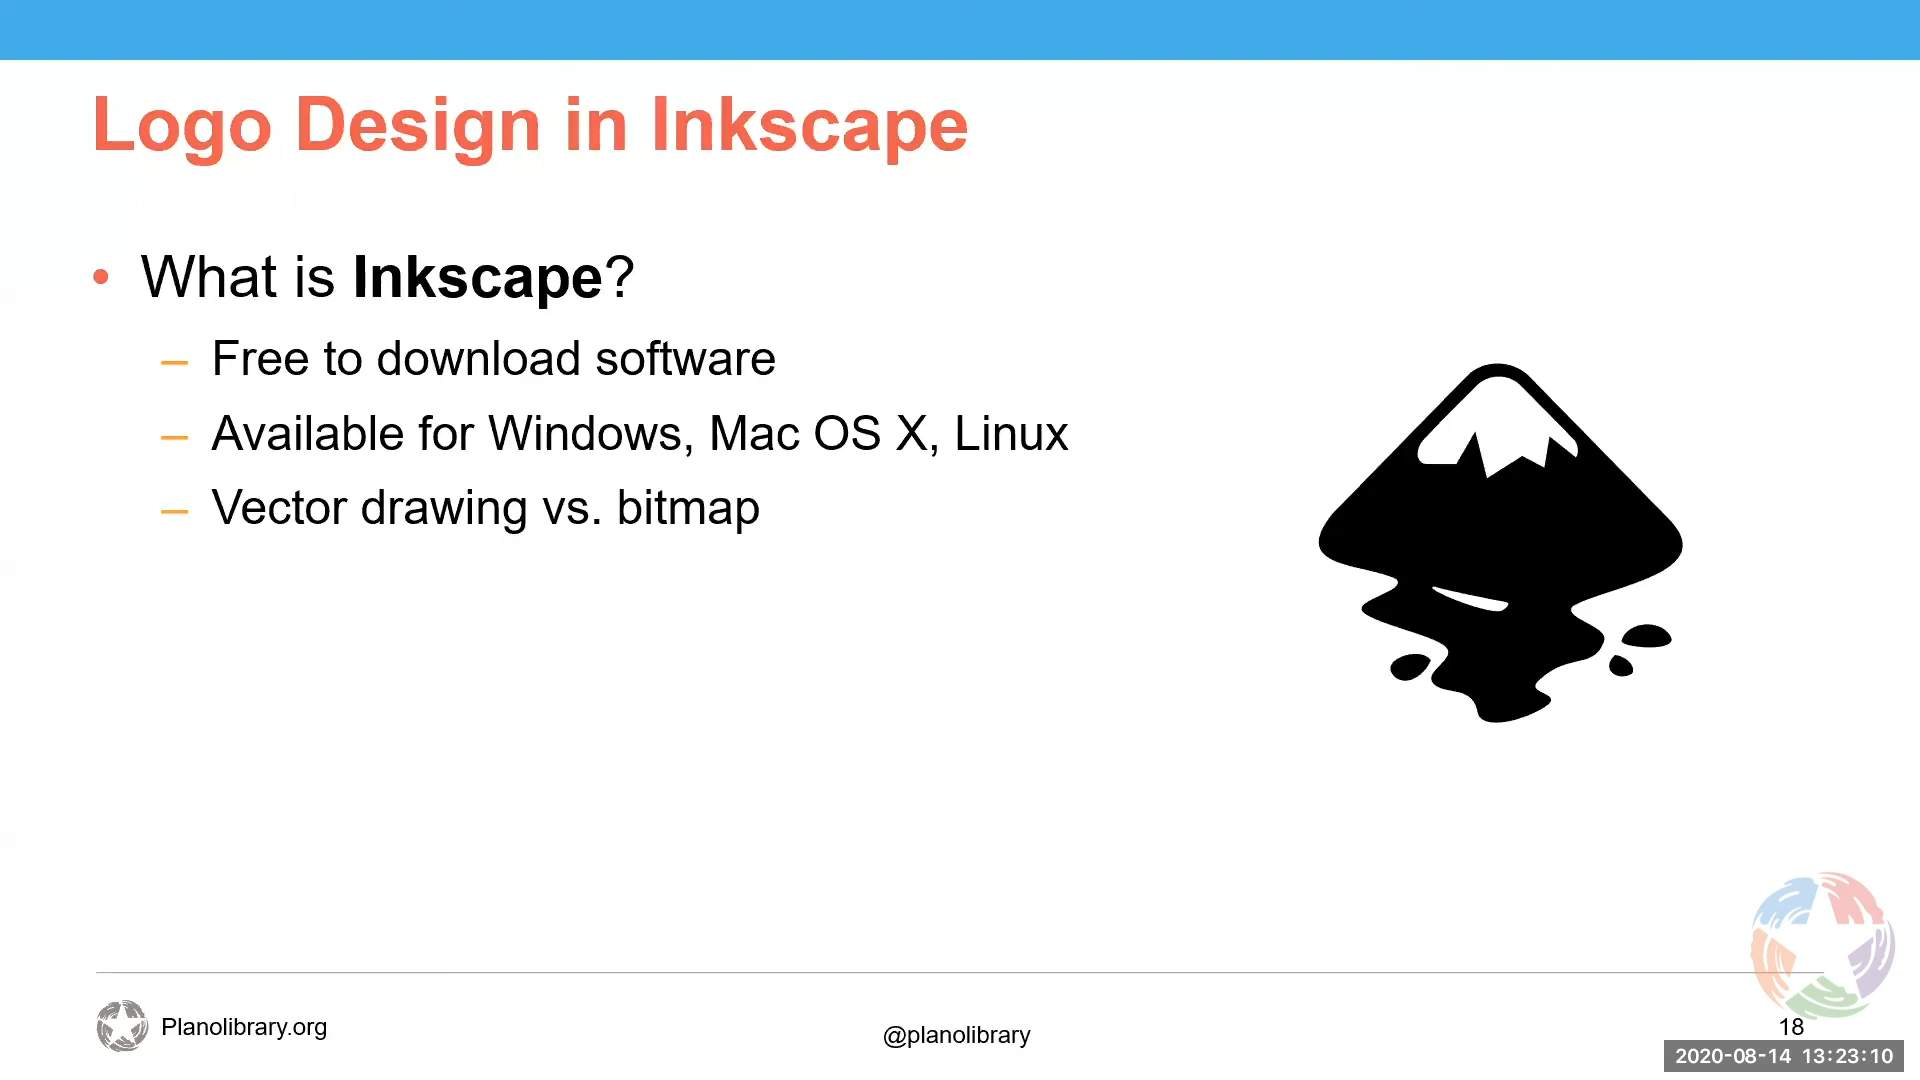 Logo Design in Inkscape
• What is Inkscape?
– Free to download software
– Available for Windows, Mac OS X, Linux
– Vector drawing vs. bitmap
Planolibrary.org
@planolibrary
18
2020-08-14 13:23:10